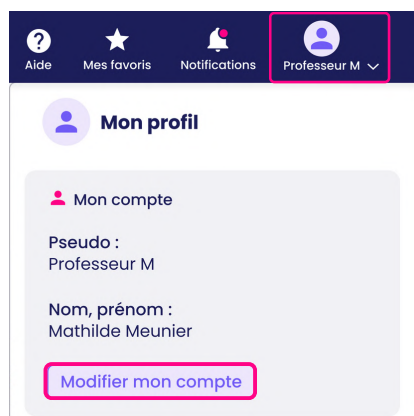 Aide
Mes favoris
Notifications
Professeur M
Mon profil
Mon compte
Pseudo :
Professeur M
Nom, prénom :
Mathilde Meunier
Modifier mon compte